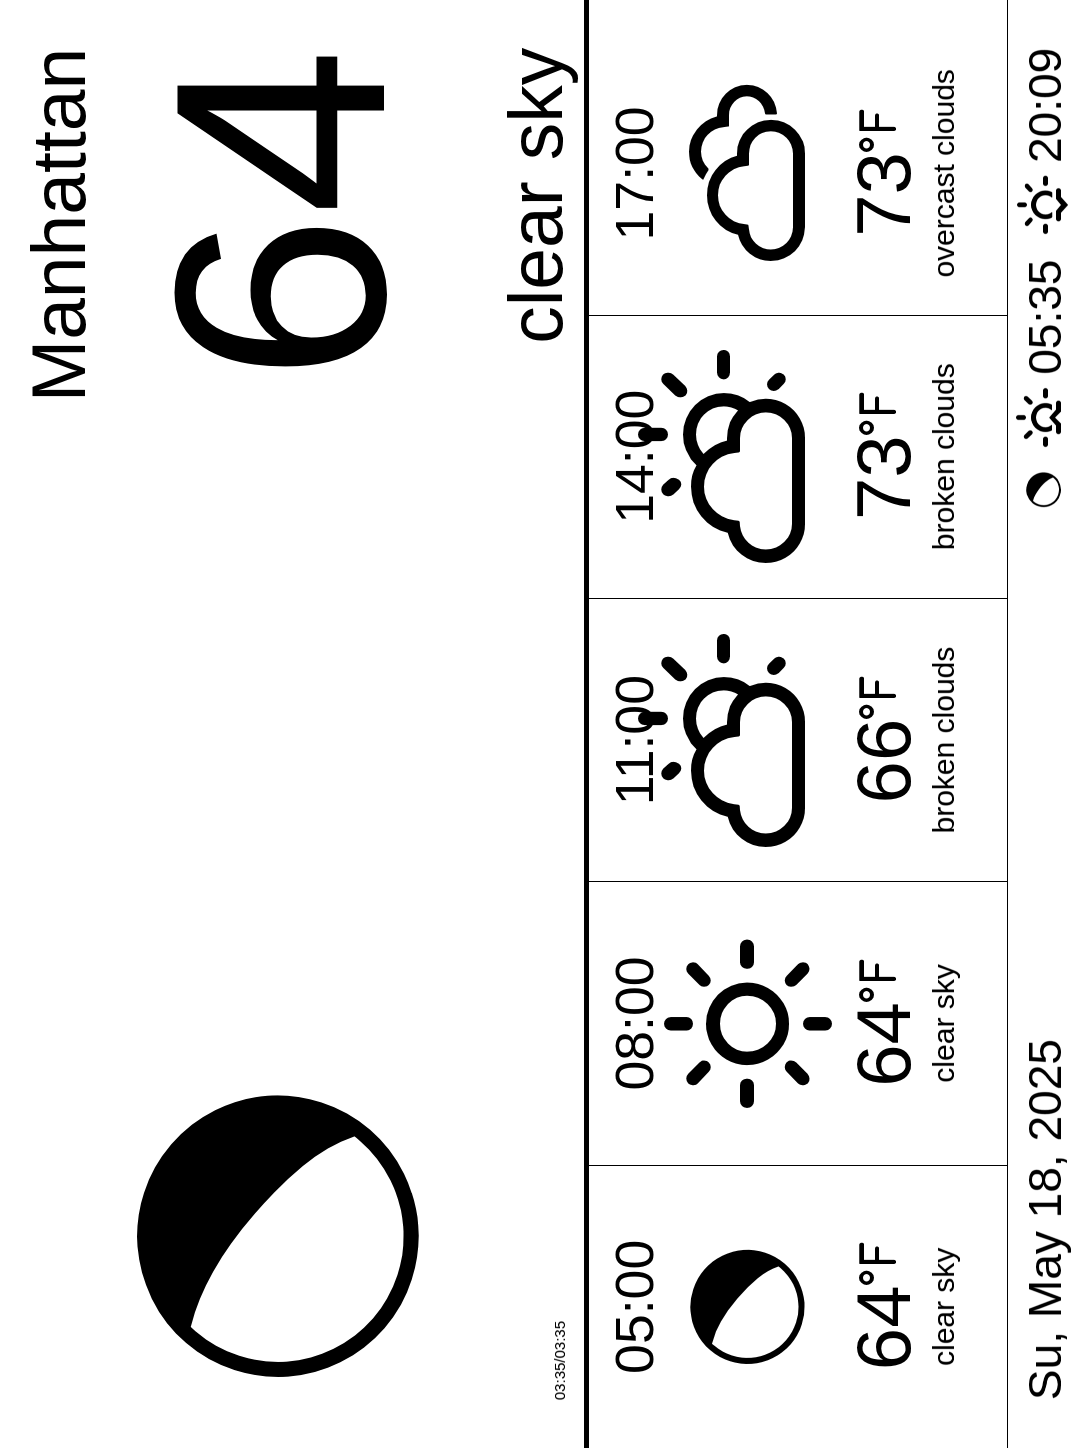 Manhattan
64
clear sky
03:35/03:35
05:00 08:00 11:00 14:00 17:00
64°F 64°F 66°F 73°F 73°F
clear sky clear sky broken clouds broken clouds overcast clouds
Su, May 18, 2025 05:35 20:09